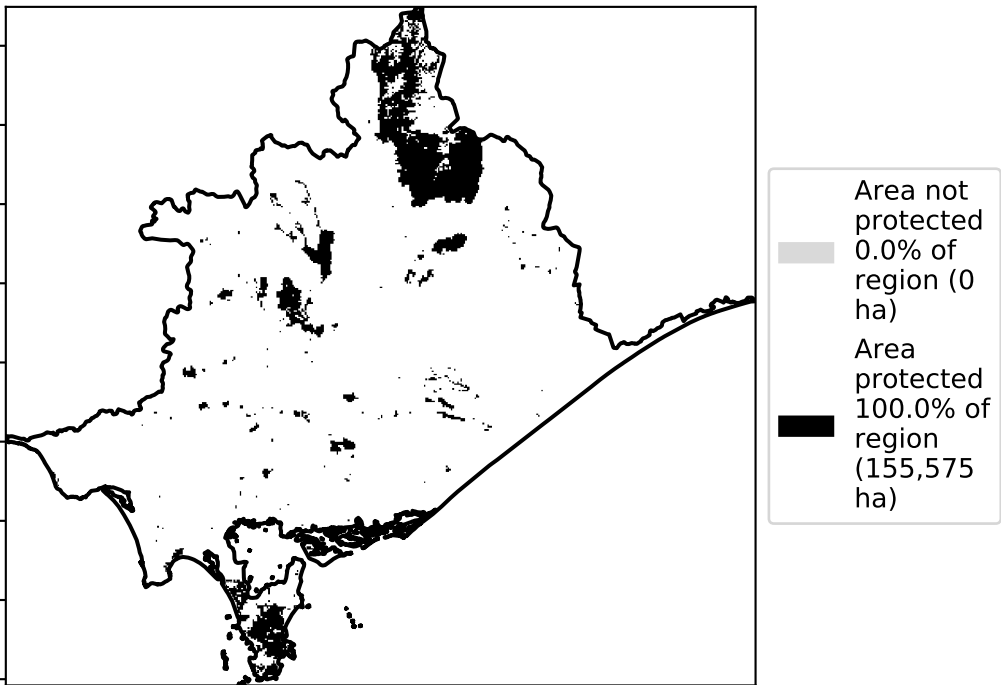 Area not
protected
0.0% of
region (0
ha)
Area
protected
100.0% of
region
(155,575
ha)